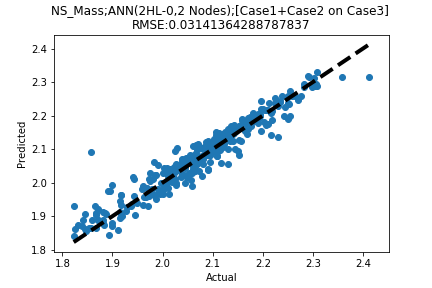 NS_Mass;ANN(2HL-0,2 Nodes);[Case1+Case2 on Case3]
RMSE:0.03141364288787837
2.4
2.3
2.2
2.1
2.0
1.9
1.8
Predicted
1.8 1.9 2.0 2.1 2.2 2.3 2.4
Actual